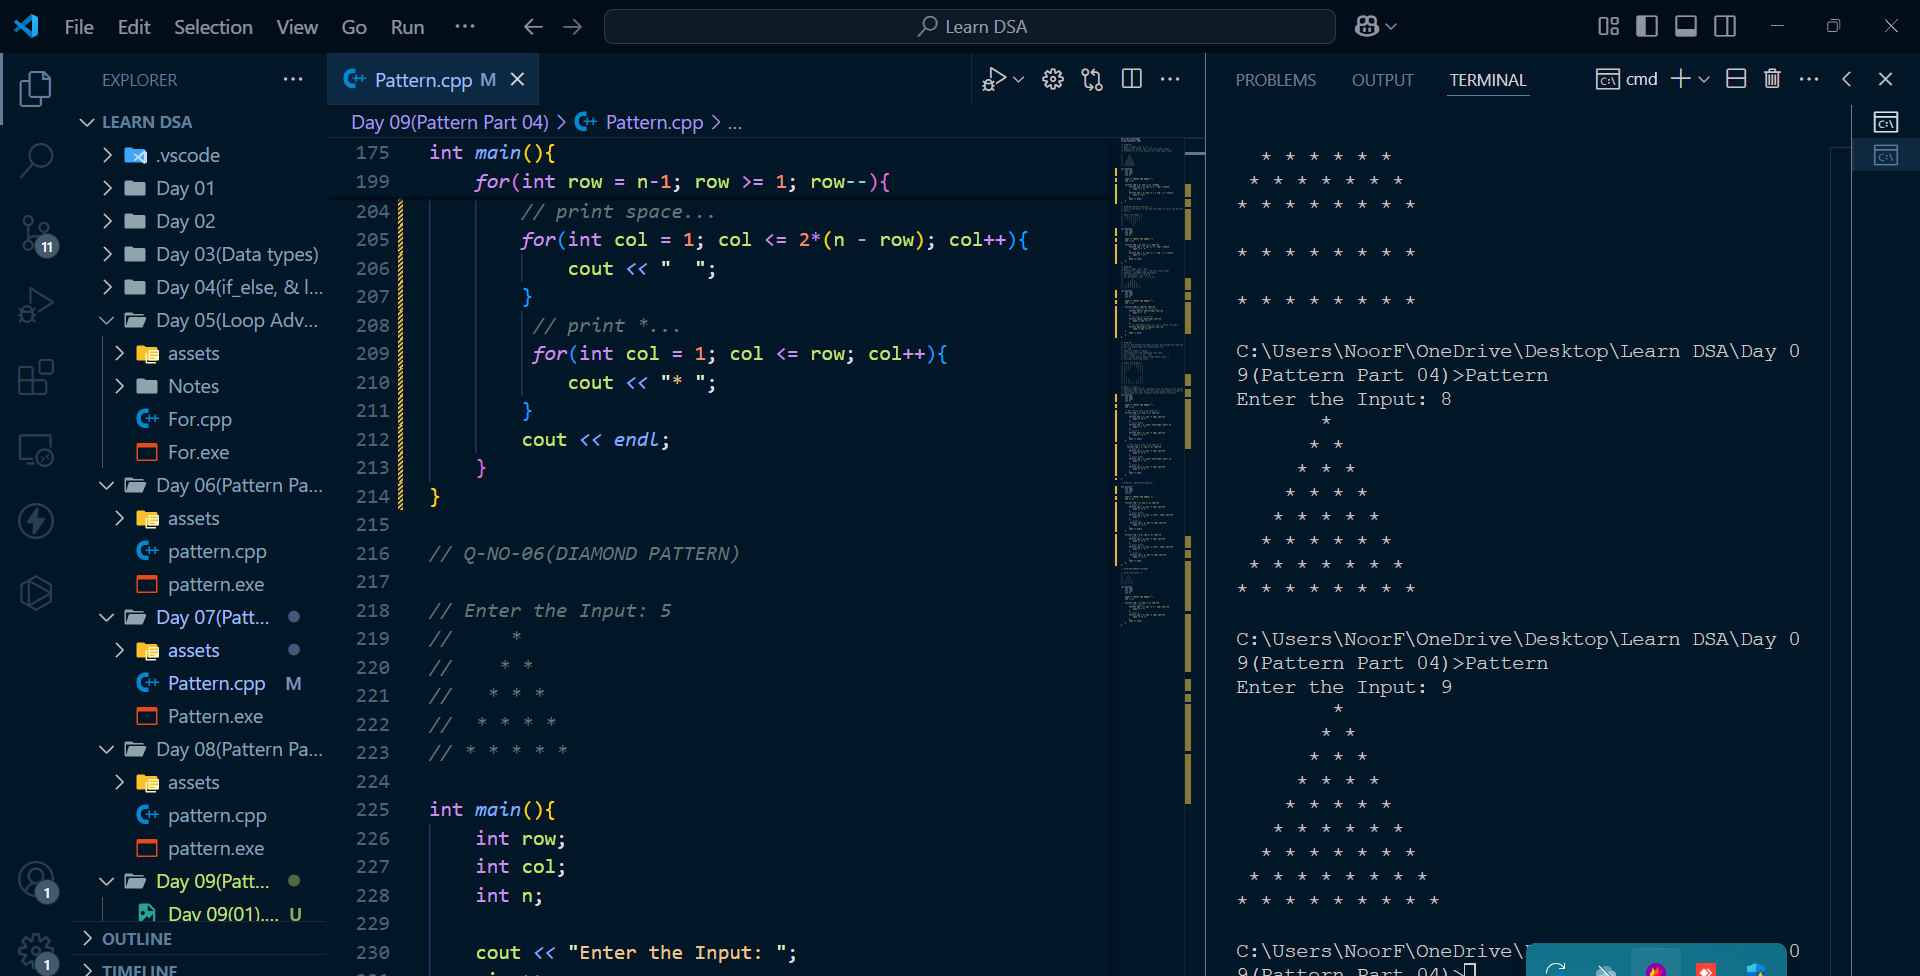 File Edit Selection View Go Run ··· Learn DSA
EXPLORER ···
LEARN DSA
.vscode
Day 01
Day 02
Day 03(Data types)
Day 04(if_else, & l...
Day 05(Loop Adv...
assets
Notes
For.cpp
For.exe
Day 06(Pattern Pa...
assets
pattern.cpp
pattern.exe
Day 07(Patt...
assets
Pattern.cpp M
Pattern.exe
Day 08(Pattern Pa...
assets
pattern.cpp
pattern.exe
Day 09(Patt...
Day 09(01).... U
OUTLINE
TIMELINE
11
1
1
Pattern.cpp M
Day 09(Pattern Part 04) > Pattern.cpp > ...
175 int main(){
199 for(int row = n-1; row >= 1; row--){
204 // print space...
205 for(int col = 1; col <= 2*(n - row); col++){
206 cout << "  ";
207 }
208 // print *...
209 for(int col = 1; col <= row; col++){
210 cout << "* ";
211 }
212 cout << endl;
213 }
214 }
215
216 // Q-NO-06(DIAMOND PATTERN)
217
218 // Enter the Input: 5
219 //     *
220 //    * *
221 //   * * *
222 //  * * * *
223 // * * * * *
224
225 int main(){
226 int row;
227 int col;
228 int n;
229
230 cout << "Enter the Input: ";
PROBLEMS OUTPUT TERMINAL cmd
  * * * * * *
 * * * * * * *
* * * * * * * *
* * * * * * * *
* * * * * * * *
C:\Users\NoorF\OneDrive\Desktop\Learn DSA\Day 0
9(Pattern Part 04)>Pattern
Enter the Input: 8
       *
      * *
     * * *
    * * * *
   * * * * *
  * * * * * *
 * * * * * * *
* * * * * * * *
C:\Users\NoorF\OneDrive\Desktop\Learn DSA\Day 0
9(Pattern Part 04)>Pattern
Enter the Input: 9
        *
       * *
      * * *
     * * * *
    * * * * *
   * * * * * *
  * * * * * * *
 * * * * * * * *
* * * * * * * * *
C:\Users\NoorF\OneDrive\ 0
9(Pattern Part 04)>